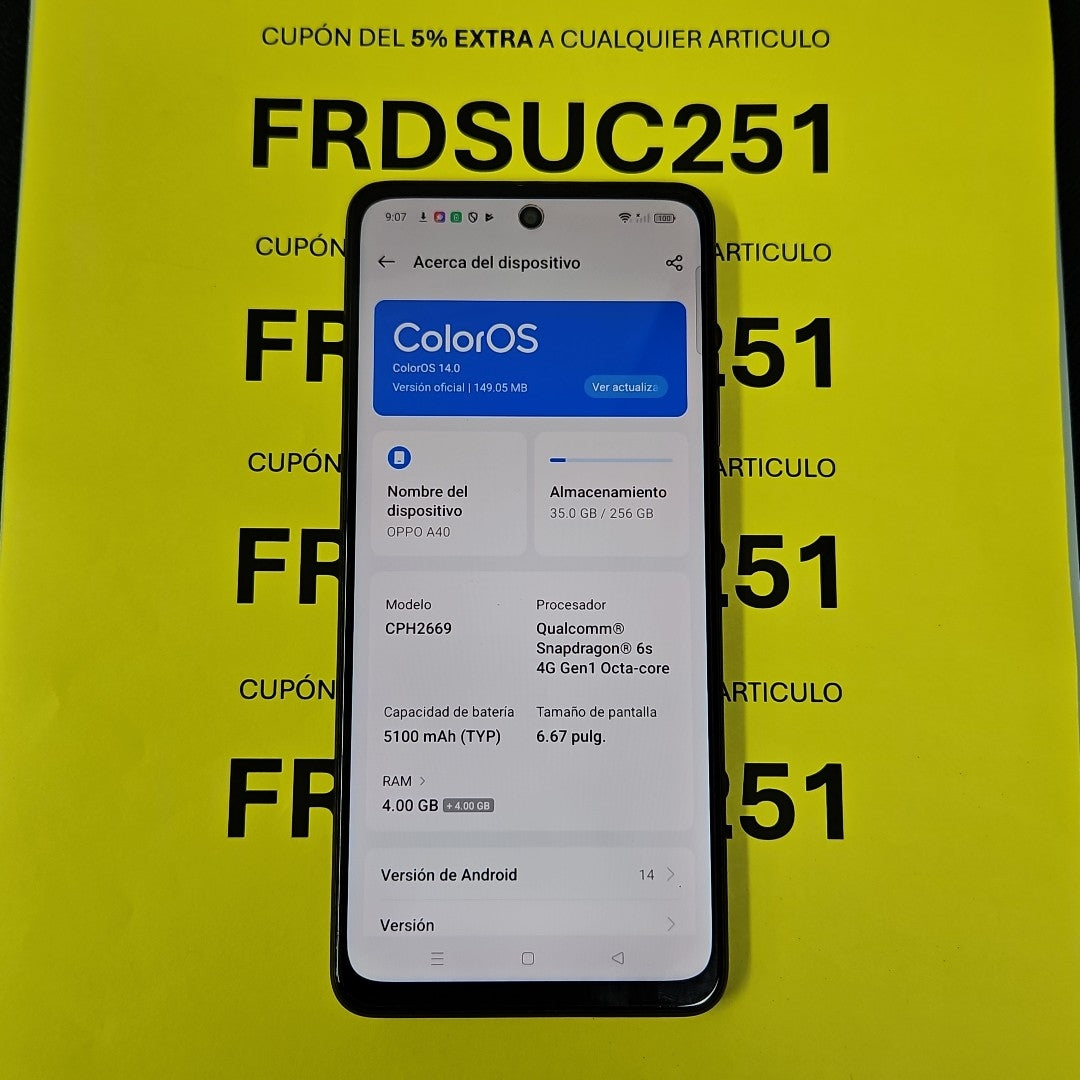 CUPÓN DEL 5% EXTRA A CUALQUIER ARTICULO
FRDSUC251
CUPÓN
ARTICULO
FR
251
CUPÓN
ARTICULO
FR
251
CUPÓN
ARTICULO
FR
251
9:07
100
Acerca del dispositivo
ColorOS
ColorOS 14.0
Versión oficial | 149.05 MB
Ver actualiza
Nombre del
dispositivo
OPPO A40
Almacenamiento
35.0 GB / 256 GB
Modelo
CPH2669
Procesador
Qualcomm®
Snapdragon® 6s
4G Gen1 Octa-core
Capacidad de batería
5100 mAh (TYP)
Tamaño de pantalla
6.67 pulg.
RAM >
4.00 GB + 4.00 GB
Versión de Android 14 >
Versión >